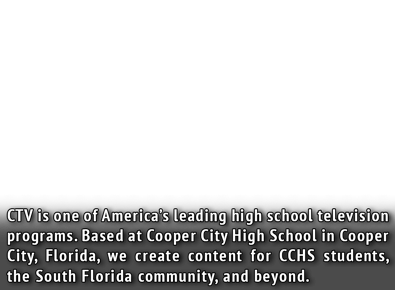 CTV is one of America's leading high school television
programs. Based at Cooper City High School in Cooper
City, Florida, we create content for CCHS students,
the South Florida community, and beyond.